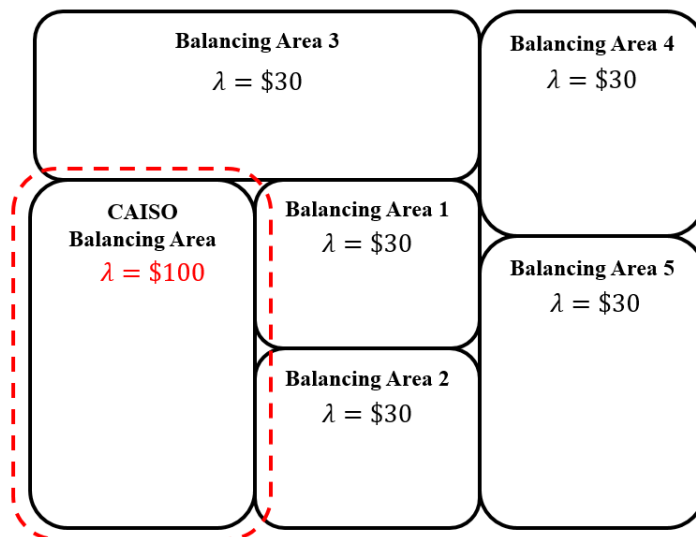 Balancing Area 3
λ = $30
Balancing Area 4
λ = $30
CAISO
Balancing Area
λ = $100
Balancing Area 1
λ = $30
Balancing Area 5
λ = $30
Balancing Area 2
λ = $30